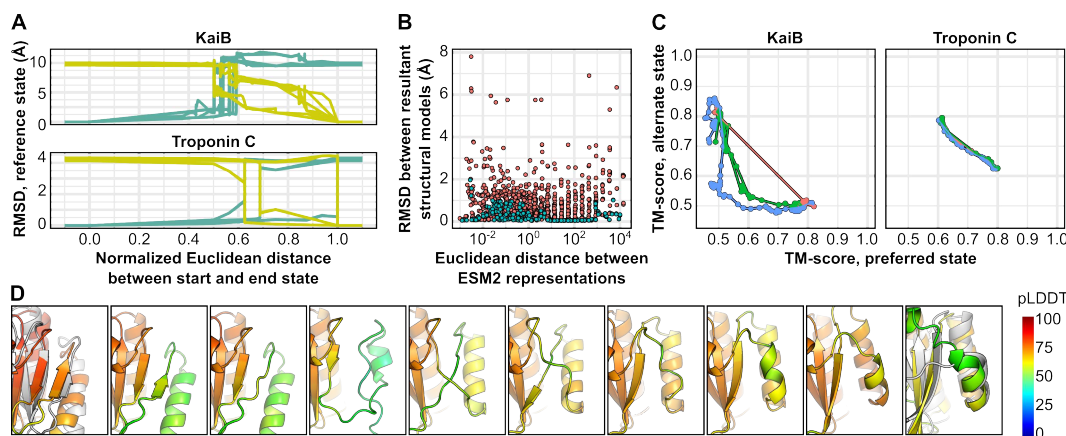 A
KaiB
RMSD, reference state (Å)
10
5
0
Troponin C
4
2
0
0.0 0.2 0.4 0.6 0.8 1.0
Normalized Euclidean distance
between start and end state
B
RMSD between resultant
structural models (Å)
8
6
4
2
0
10-2 100 102 104
Euclidean distance between
ESM2 representations
C
KaiB Troponin C
TM-score, alternate state
1.0
0.9
0.8
0.7
0.6
0.5
0.5 0.6 0.7 0.8 0.9 1.0 0.5 0.6 0.7 0.8 0.9 1.0
TM-score, preferred state
D
pLDDT
100
75
50
25
0